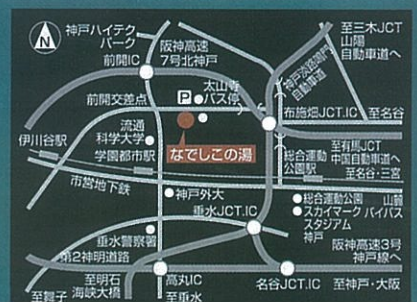 N
神戸ハイテク
パーク
阪神高速
7号北神戸
前開IC
至三木JCT
山陽
自動車道へ
神戸淡路鳴門
自動車道
太山寺
バス停
P
前開交差点
布施畑JCT.IC
至名谷
伊川谷駅
流通
科学大学
学園都市駅
なでしこの湯
総合運動
公園駅
至有馬JCT
中国自動車道へ
至名谷・三宮
市営地下鉄
神戸外大
垂水JCT.IC
総合運動公園
スカイマーク
スタジアム
神戸
山麓
バイパス
垂水警察署
第2神明道路
阪神高速3号
神戸線へ
至舞子
至明石
海峡大橋
高丸IC
至垂水
名谷JCT.IC
至神戸・大阪